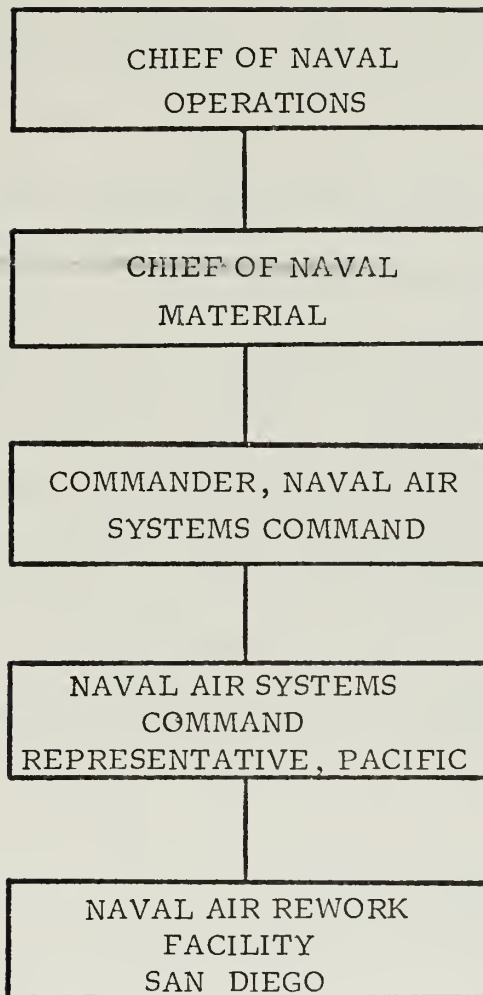 CHIEF OF NAVAL
OPERATIONS
CHIEF OF NAVAL
MATERIAL
COMMANDER, NAVAL AIR
SYSTEMS COMMAND
NAVAL AIR SYSTEMS
COMMAND
REPRESENTATIVE, PACIFIC
NAVAL AIR REWORK
FACILITY
SAN DIEGO